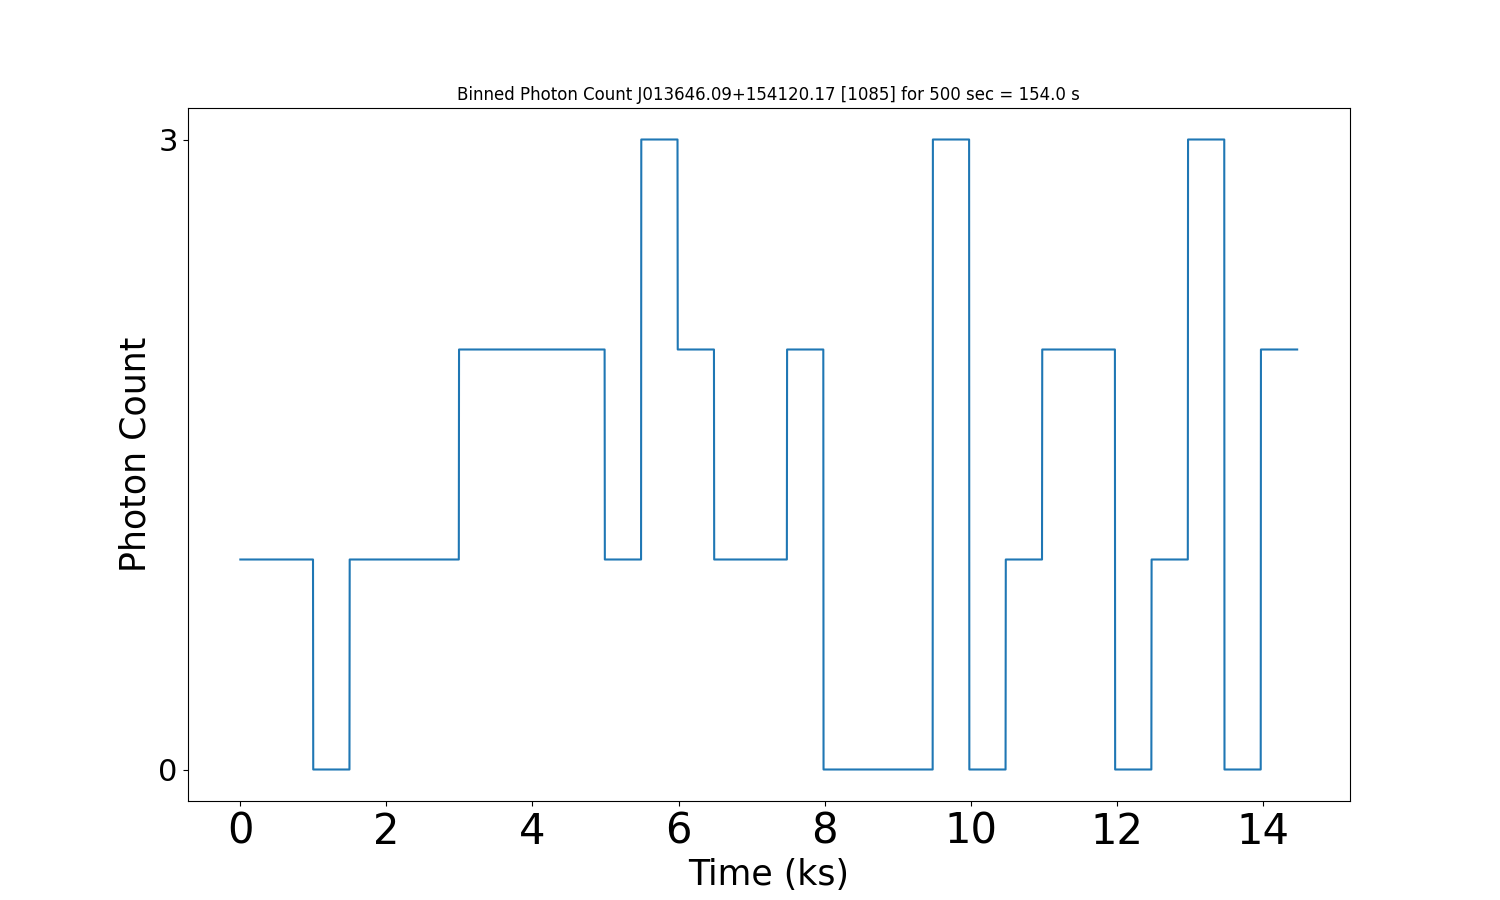 Binned Photon Count J013646.09+154120.17 [1085] for 500 sec = 154.0 s
3
0
Photon Count
0 2 4 6 8 10 12 14
Time (ks)